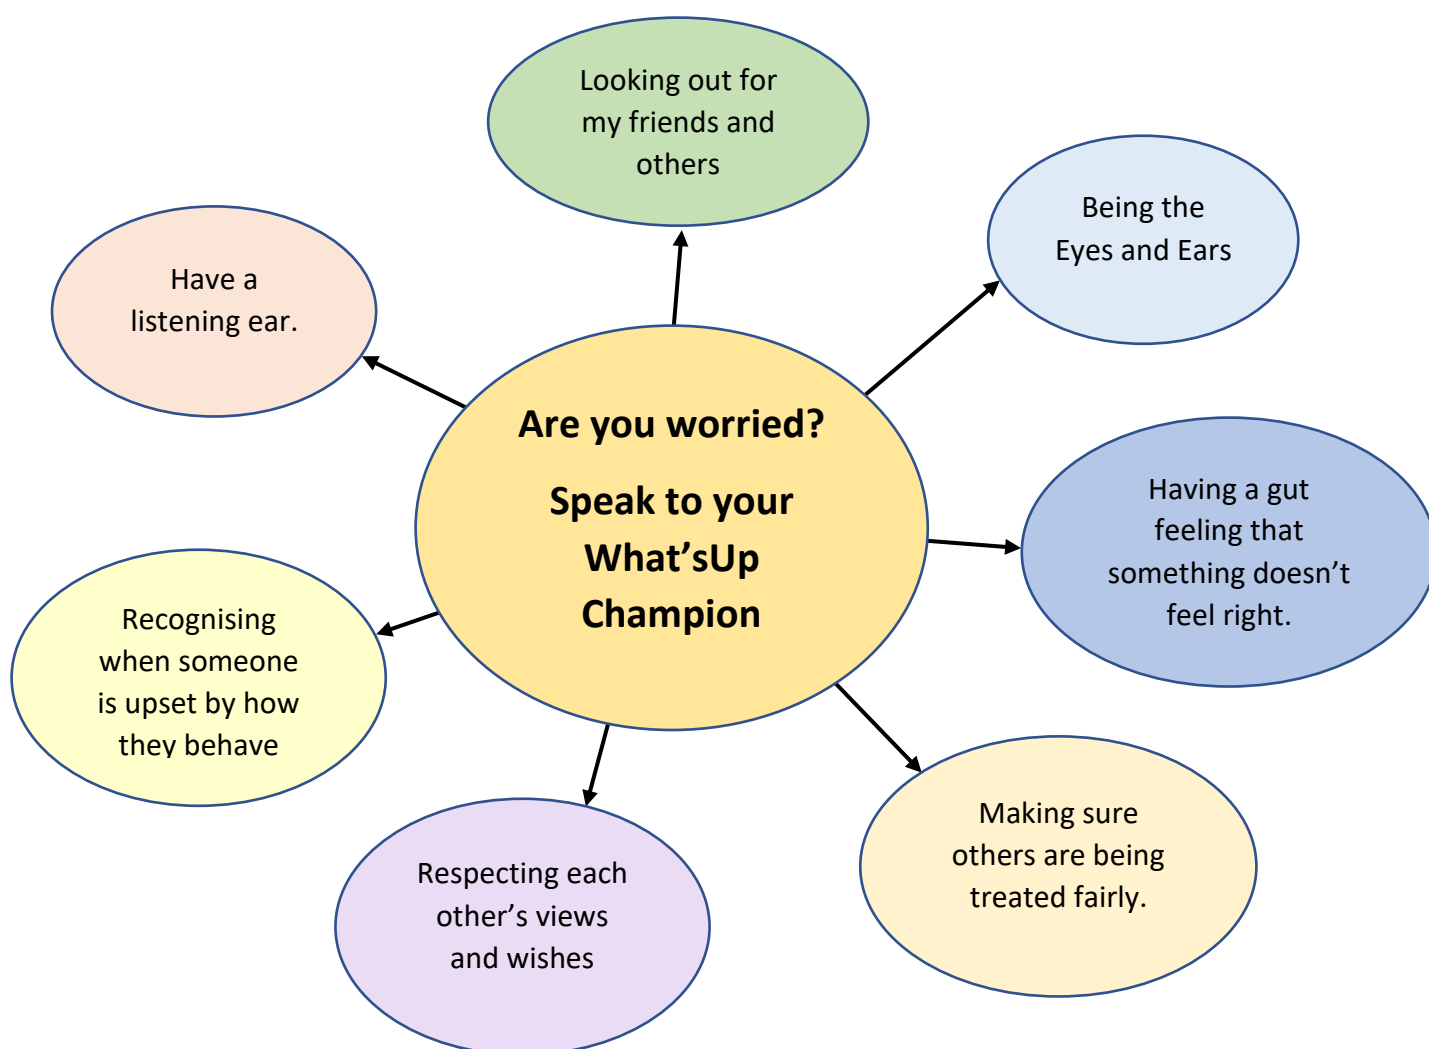 Looking out for
my friends and
others
Being the
Eyes and Ears
Have a
listening ear.
Are you worried?
Speak to your
What’sUp
Champion
Having a gut
feeling that
something doesn’t
feel right.
Recognising
when someone
is upset by how
they behave
Making sure
others are being
treated fairly.
Respecting each
other’s views
and wishes